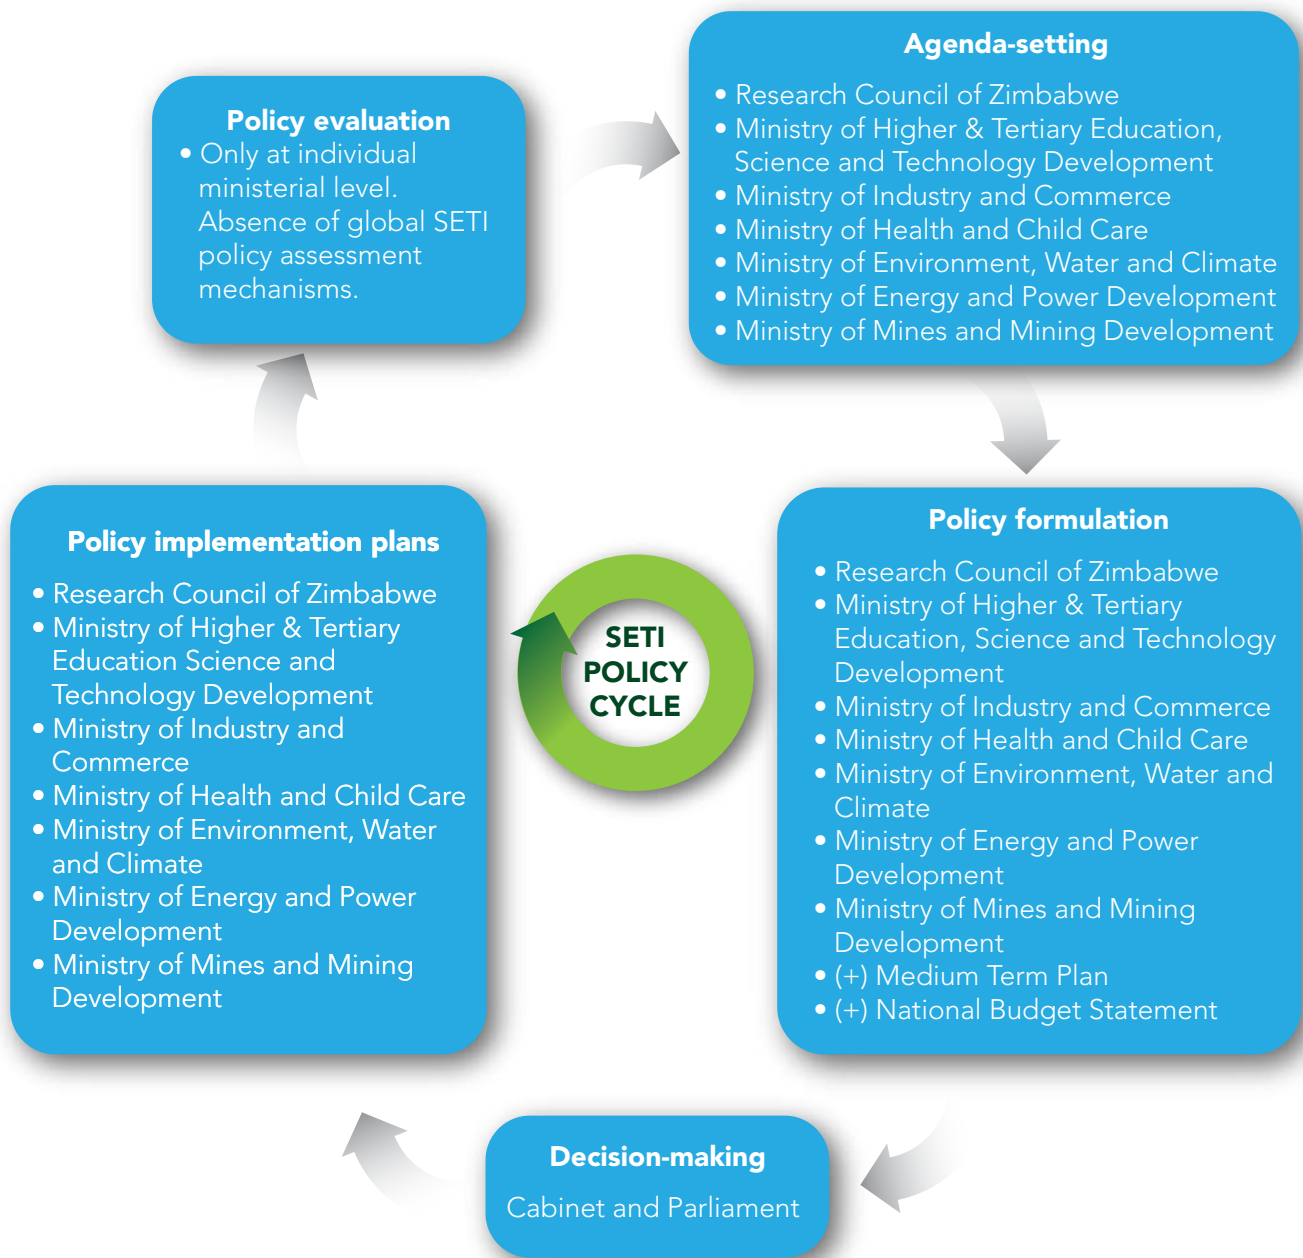 Agenda-setting
• Research Council of Zimbabwe
• Ministry of Higher & Tertiary Education,
Science and Technology Development
• Ministry of Industry and Commerce
• Ministry of Health and Child Care
• Ministry of Environment, Water and Climate
• Ministry of Energy and Power Development
• Ministry of Mines and Mining Development
Policy formulation
• Research Council of Zimbabwe
• Ministry of Higher & Tertiary
Education, Science and Technology
Development
• Ministry of Industry and Commerce
• Ministry of Health and Child Care
• Ministry of Environment, Water and
Climate
• Ministry of Energy and Power
Development
• Ministry of Mines and Mining
Development
• (+) Medium Term Plan
• (+) National Budget Statement
Decision-making
Cabinet and Parliament
Policy implementation plans
• Research Council of Zimbabwe
• Ministry of Higher & Tertiary
Education Science and
Technology Development
• Ministry of Industry and
Commerce
• Ministry of Health and Child Care
• Ministry of Environment, Water
and Climate
• Ministry of Energy and Power
Development
• Ministry of Mines and Mining
Development
Policy evaluation
• Only at individual
ministerial level.
Absence of global SETI
policy assessment
mechanisms.
SETI
POLICY
CYCLE